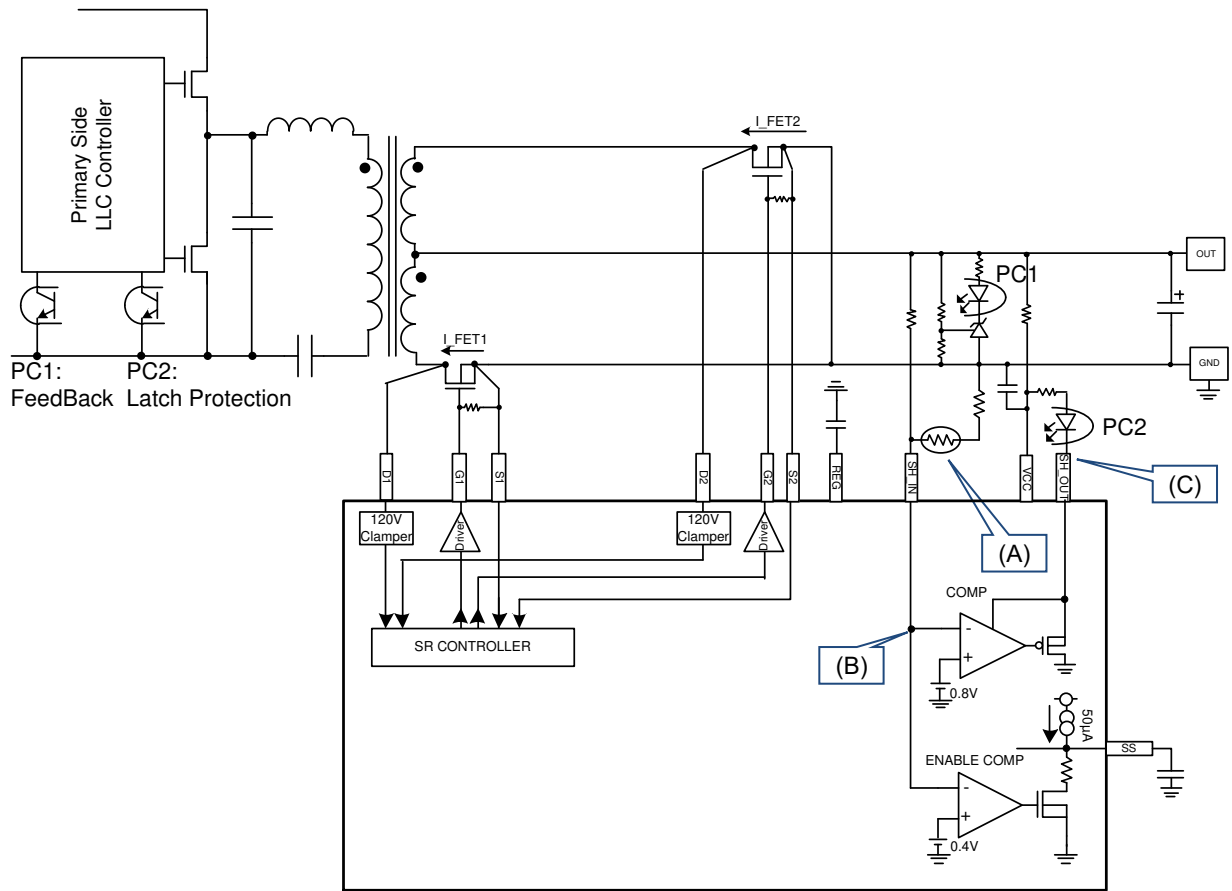 Primary Side
LLC Controller
PC1:
FeedBack
PC2:
Latch Protection
I_FET2
I_FET1
OUT
PC1
+
GND
PC2
D1
G1
S1
D2
G2
S2
REG
SH_IN
VCC
SH_OUT
(A)
(B)
(C)
120V
Clamper
Driver
120V
Clamper
Driver
SR CONTROLLER
COMP
-
+
0.8V
50µA
SS
ENABLE COMP
-
+
0.4V